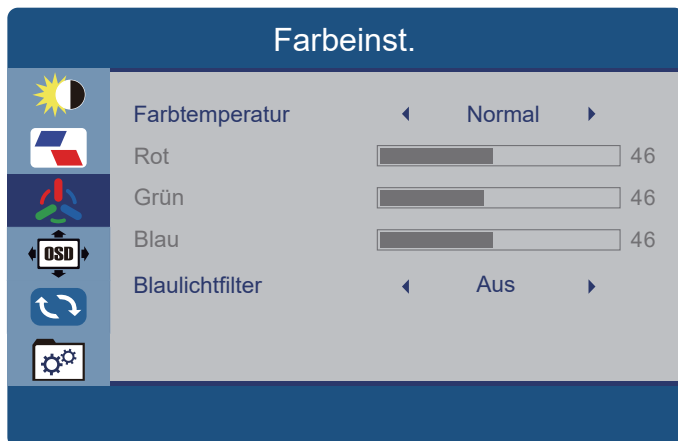 Farbeinst.
Farbtemperatur Normal
Rot 46
Grün 46
Blau 46
OSD
Blaulichtfilter Aus